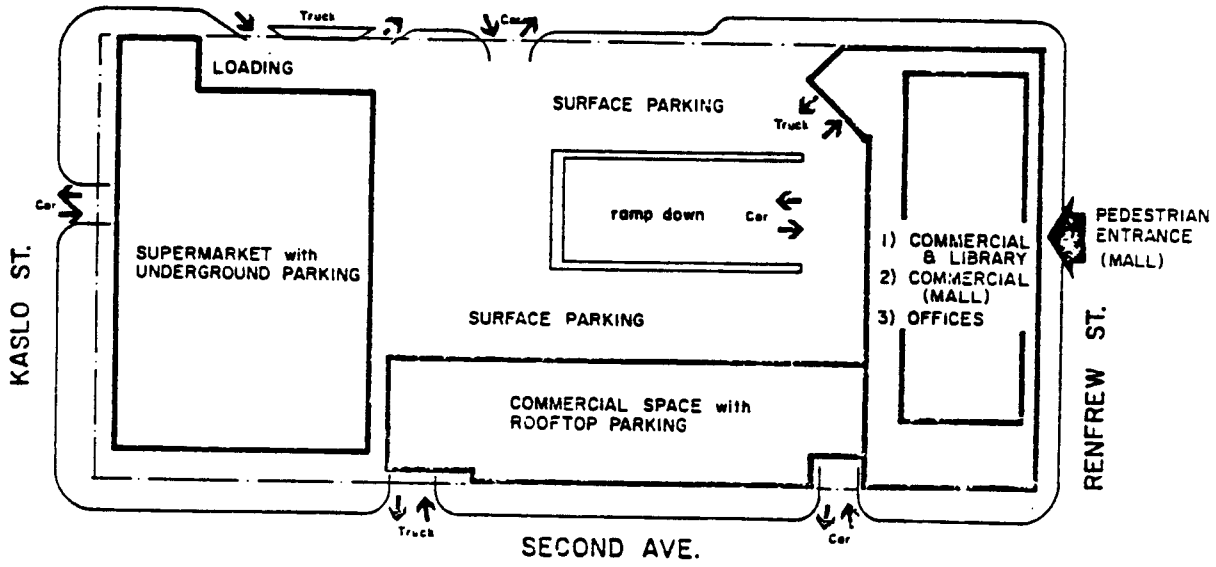 Truck
Car
LOADING
SURFACE PARKING
Truck
Car
ramp down
Car
PEDESTRIAN
ENTRANCE
(MALL)
1) COMMERCIAL
& LIBRARY
2) COMMERCIAL
(MALL)
3) OFFICES
SUPERMARKET with
UNDERGROUND PARKING
KASLO ST.
SURFACE PARKING
RENFREW ST.
COMMERCIAL SPACE with
ROOFTOP PARKING
Truck
Car
SECOND AVE.